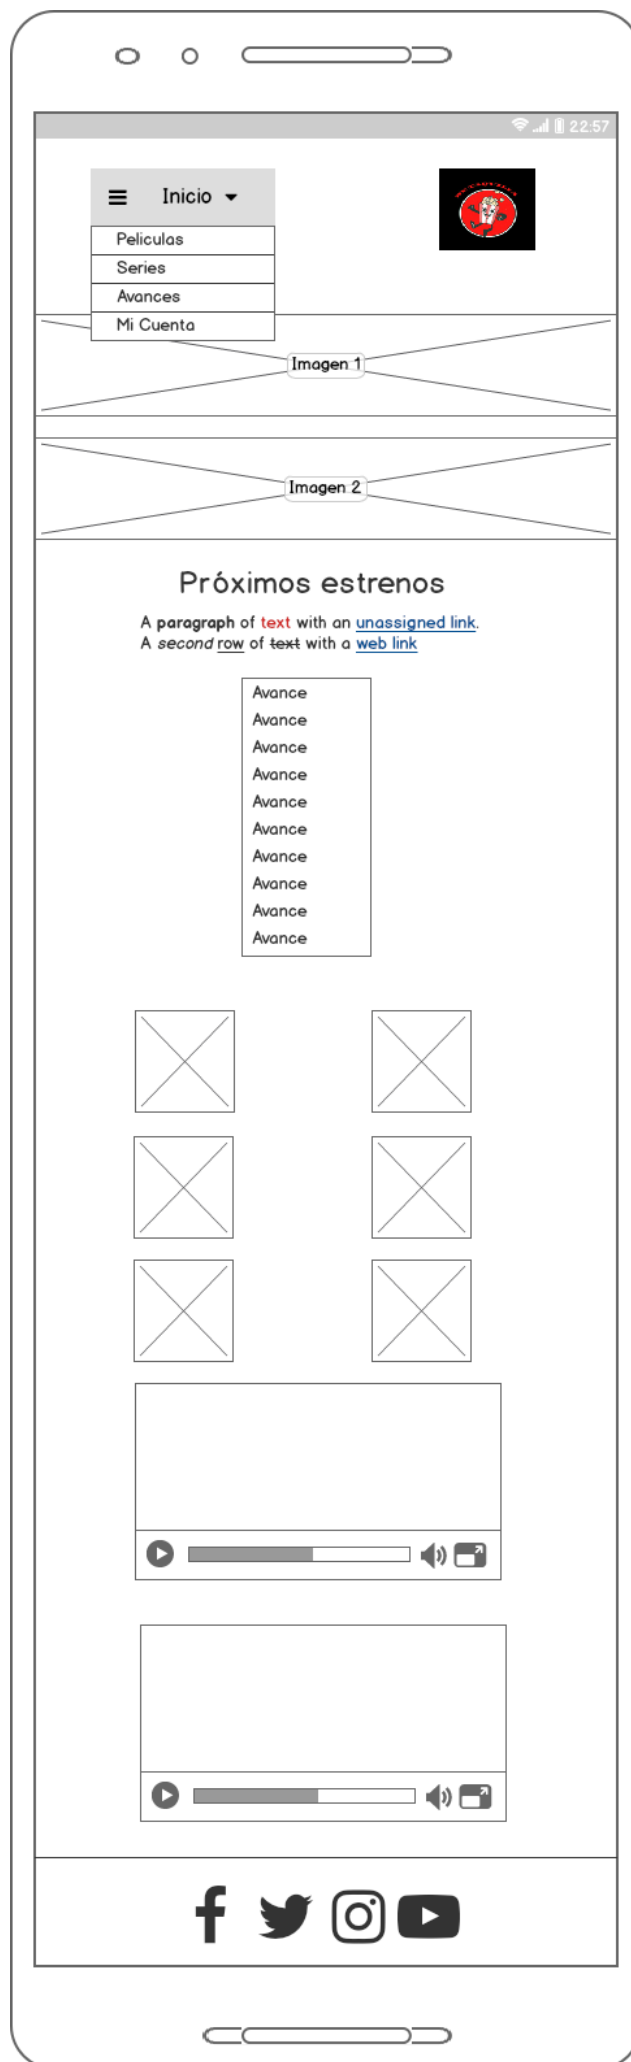 22:57
Inicio
Peliculas
Series
Avances
Mi Cuenta
Imagen 1
Imagen 2
Próximos estrenos
A paragraph of text with an unassigned link.
A second row of text with a web link
Avance
Avance
Avance
Avance
Avance
Avance
Avance
Avance
Avance
Avance